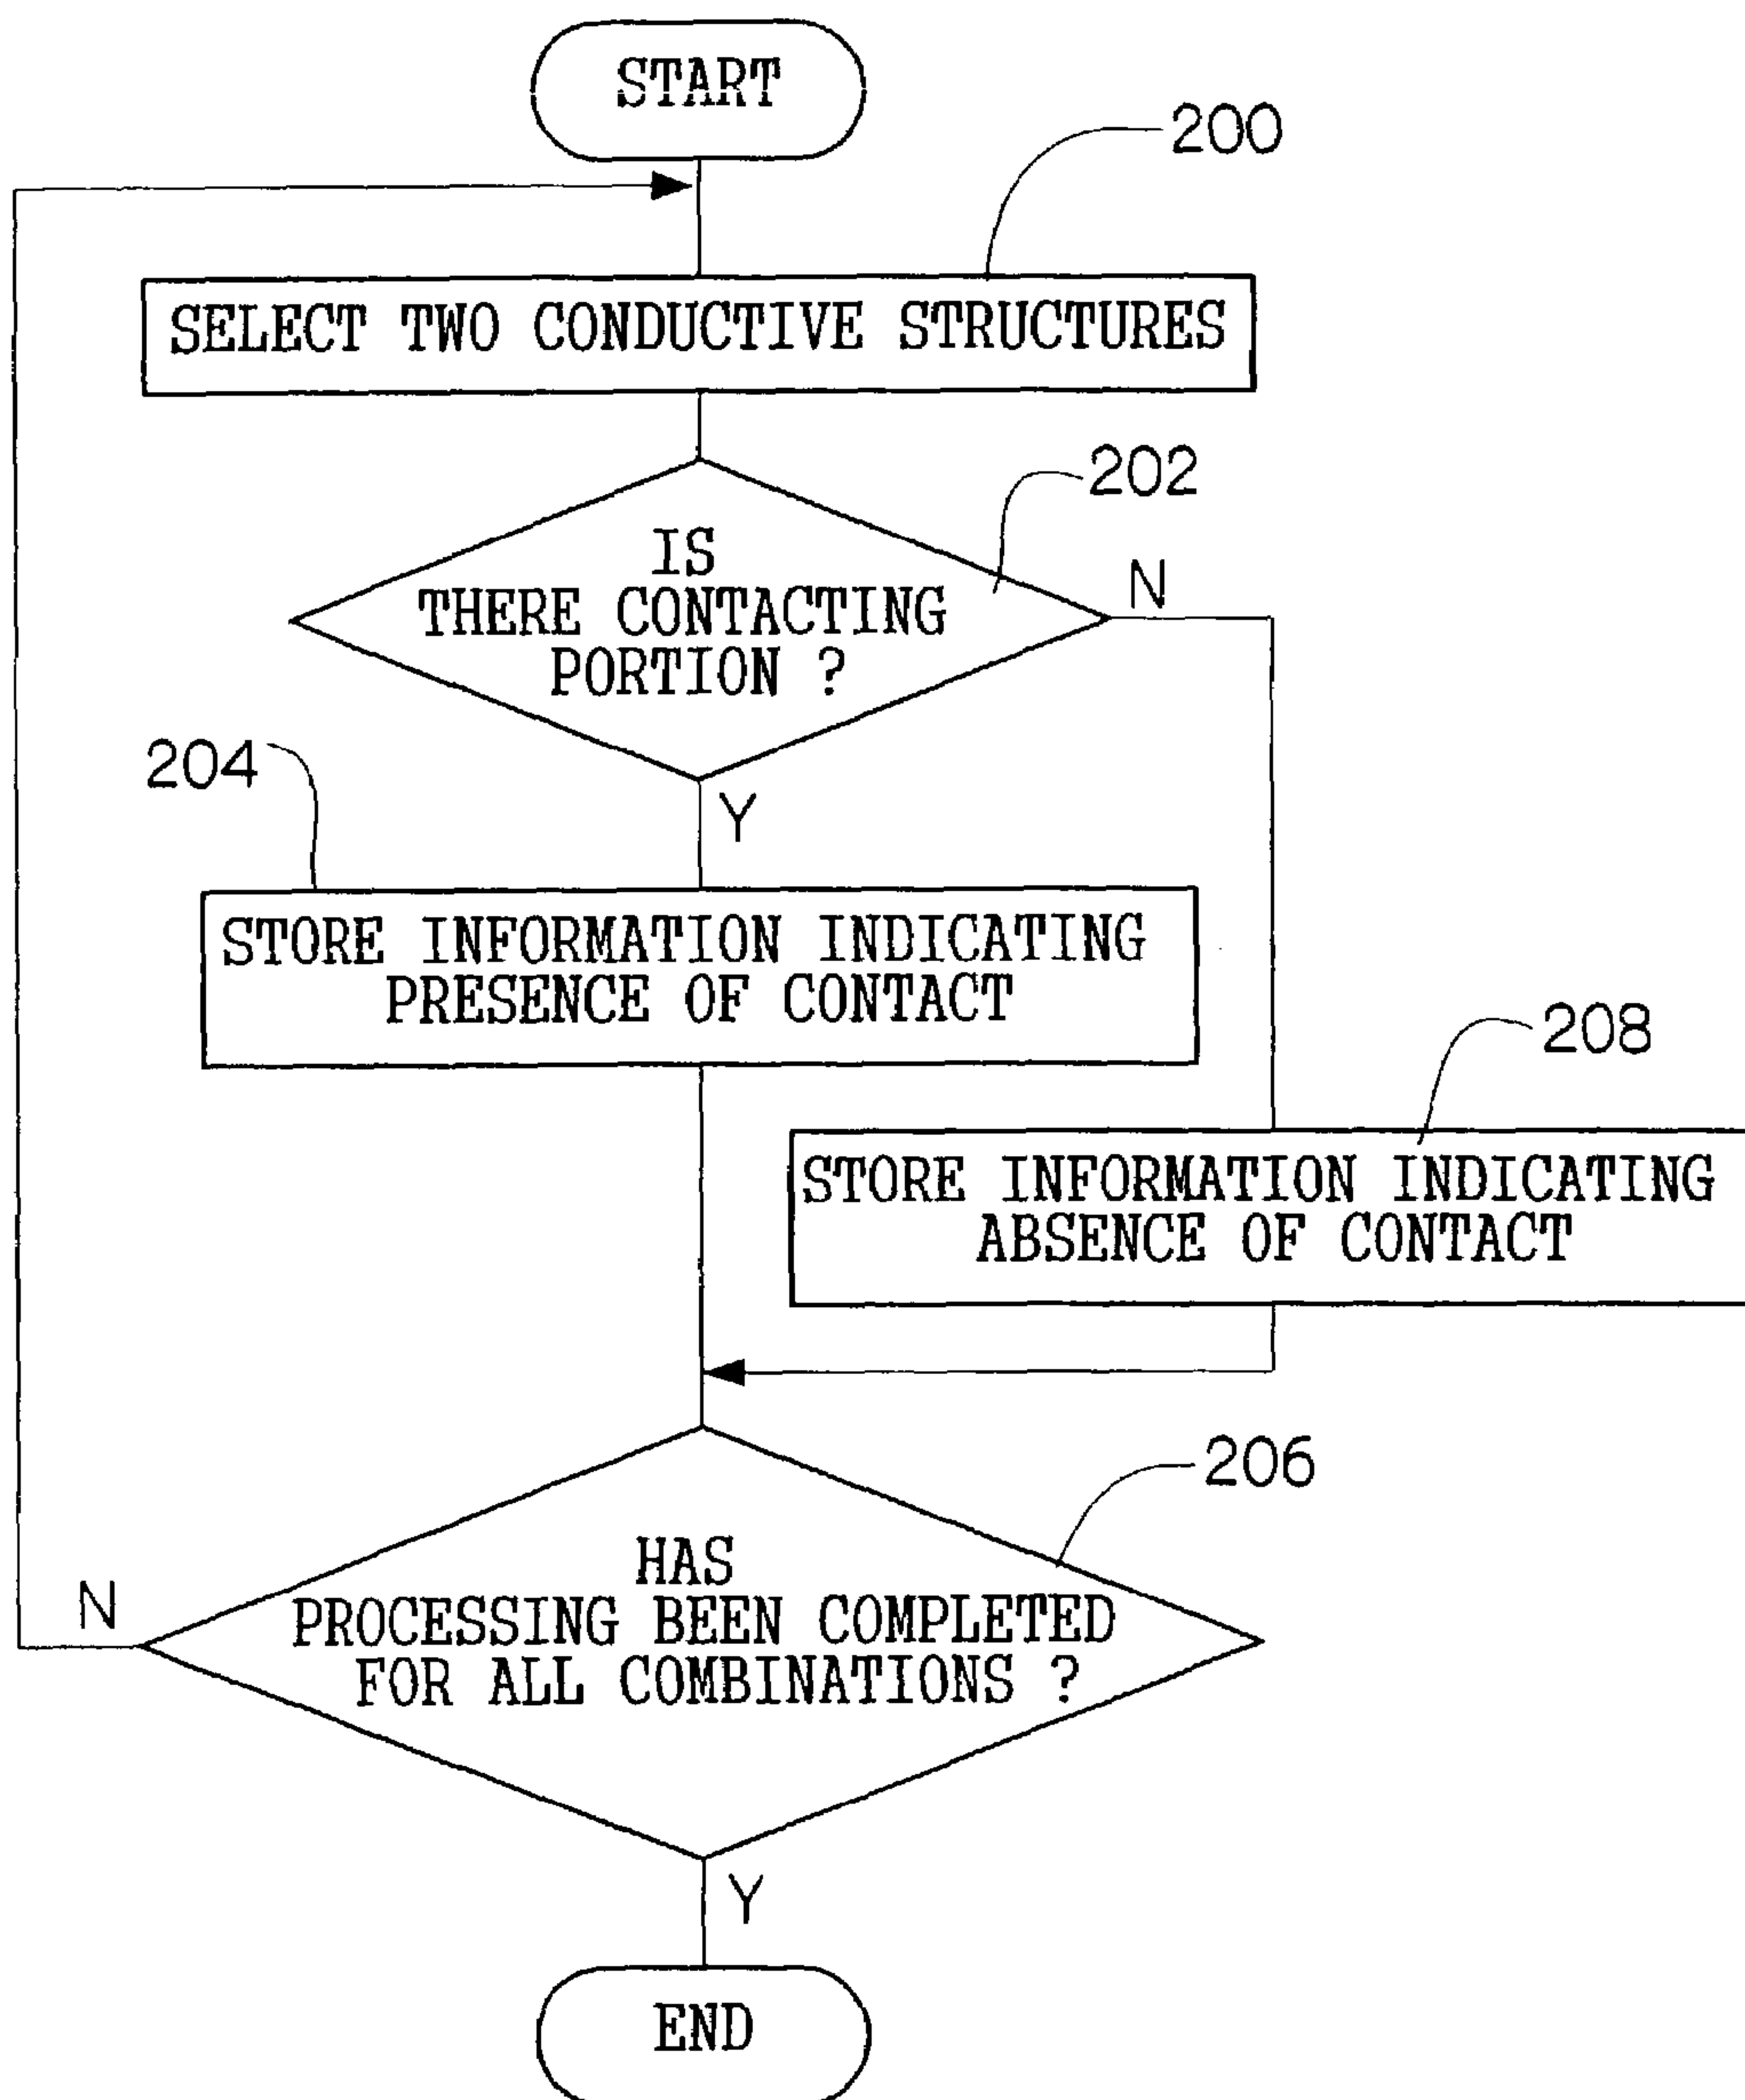 START
200
SELECT TWO CONDUCTIVE STRUCTURES
202
IS
THERE CONTACTING
PORTION ?
N
204
Y
STORE INFORMATION INDICATING
PRESENCE OF CONTACT
208
STORE INFORMATION INDICATING
ABSENCE OF CONTACT
206
HAS
PROCESSING BEEN COMPLETED
FOR ALL COMBINATIONS ?
N
Y
END